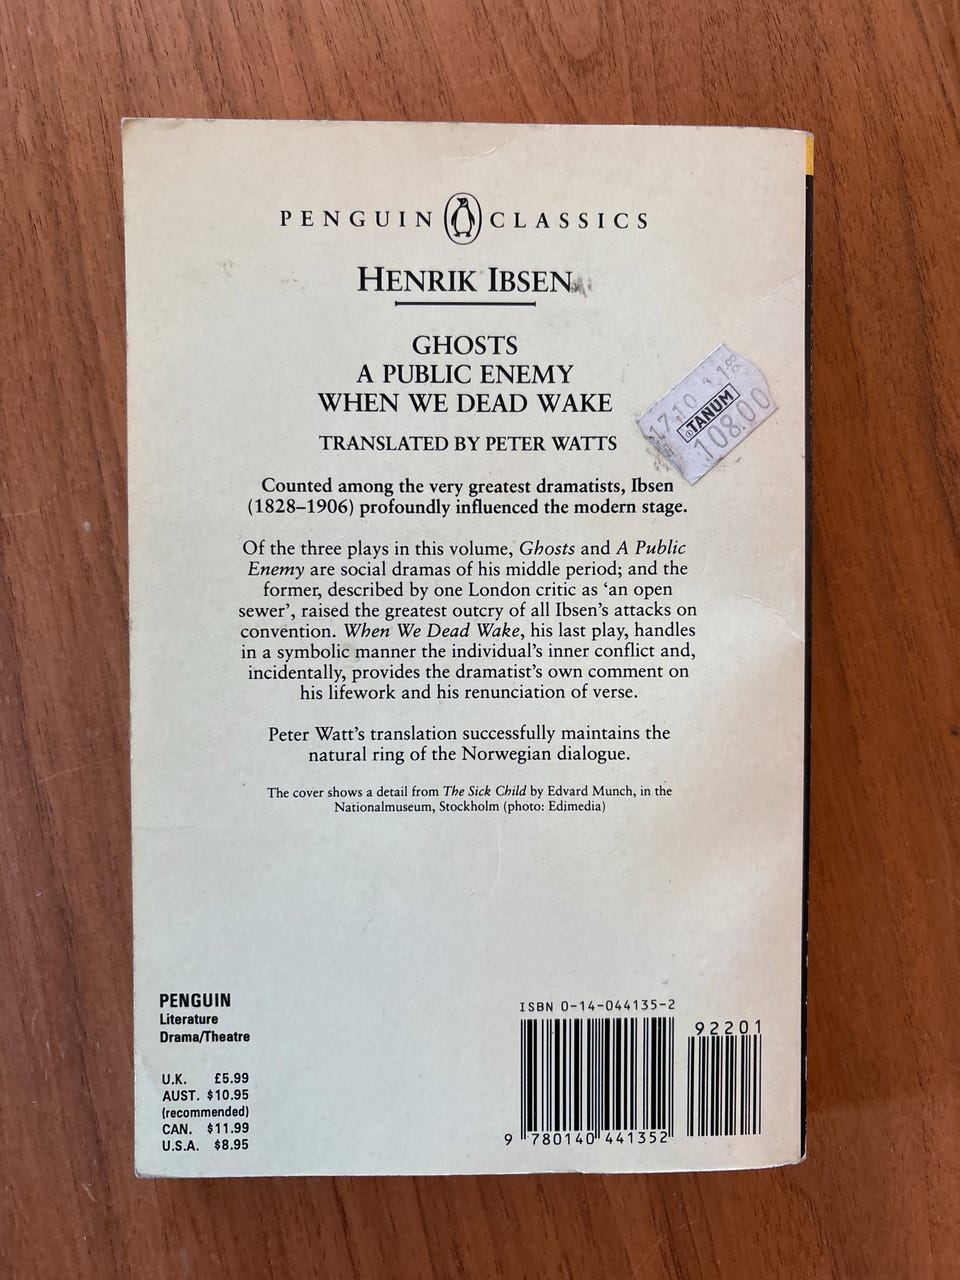 PENGUIN CLASSICS
HENRIK IBSEN
GHOSTS
A PUBLIC ENEMY
WHEN WE DEAD WAKE
TRANSLATED BY PETER WATTS
17.10 11.88
©TANUM
108.00
Counted among the very greatest dramatists, Ibsen
(1828–1906) profoundly influenced the modern stage.
Of the three plays in this volume, Ghosts and A Public
Enemy are social dramas of his middle period; and the
former, described by one London critic as ‘an open
sewer’, raised the greatest outcry of all Ibsen’s attacks on
convention. When We Dead Wake, his last play, handles
in a symbolic manner the individual’s inner conflict and,
incidentally, provides the dramatist’s own comment on
his lifework and his renunciation of verse.
Peter Watt’s translation successfully maintains the
natural ring of the Norwegian dialogue.
The cover shows a detail from The Sick Child by Edvard Munch, in the
Nationalmuseum, Stockholm (photo: Edimedia)
PENGUIN
Literature
Drama/Theatre
U.K. £5.99
AUST. $10.95
(recommended)
CAN. $11.99
U.S.A. $8.95
ISBN 0-14-044135-2
92201
9 780140 441352